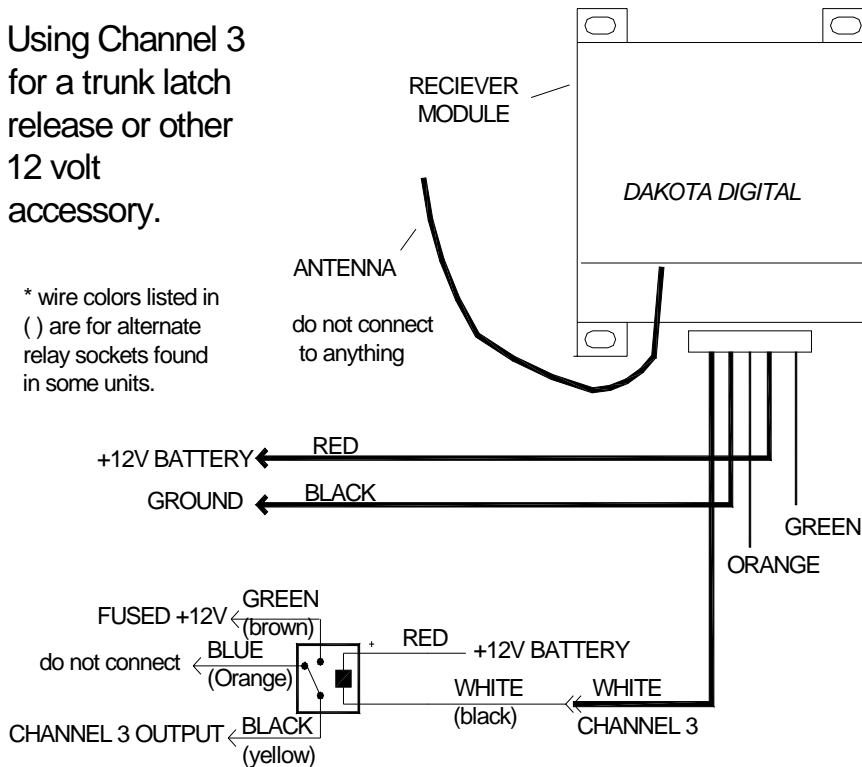 Using Channel 3
for a trunk latch
release or other
12 volt
accessory.
RECIEVER
MODULE
DAKOTA DIGITAL
ANTENNA
do not connect
to anything
* wire colors listed in
( ) are for alternate
relay sockets found
in some units.
+12V BATTERY
RED
GROUND
BLACK
GREEN
ORANGE
FUSED +12V
GREEN
(brown)
do not connect
BLUE
(Orange)
+
RED
+12V BATTERY
WHITE
(black)
WHITE
CHANNEL 3
CHANNEL 3 OUTPUT
BLACK
(yellow)